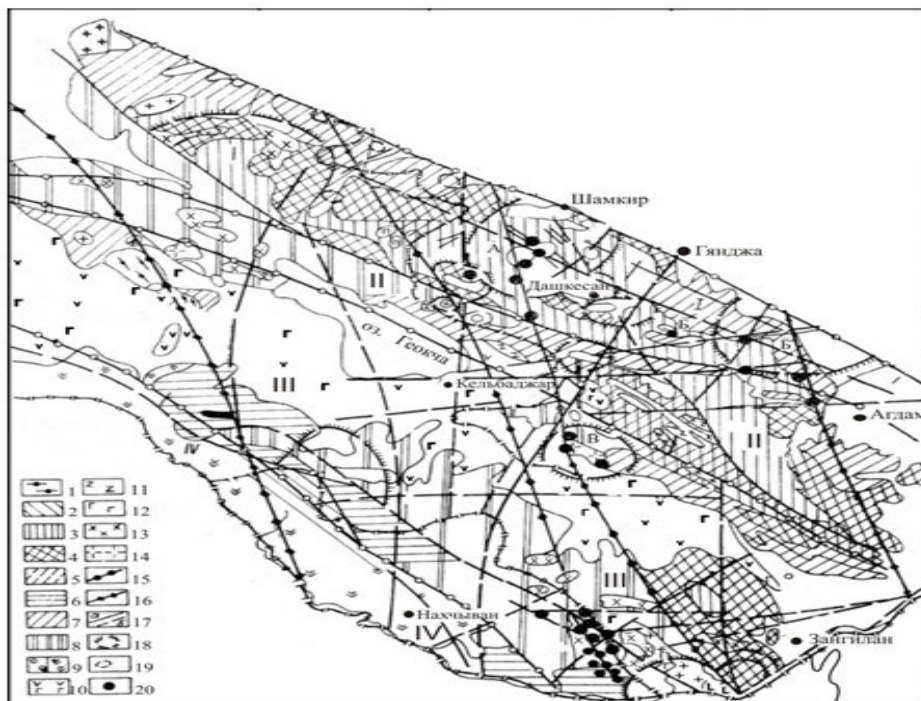 Шамкир
Гянджа
А
Дашкесан
I
I
II
Б
Б
оз. Геокча
III
Кельбаджар
Агдам
II
В
IV
1 11
2 12
3 13
4 14
5 15
6 16
7 17
8 18
9 19
10 20
III
Нахчыван
IV
Зангилан